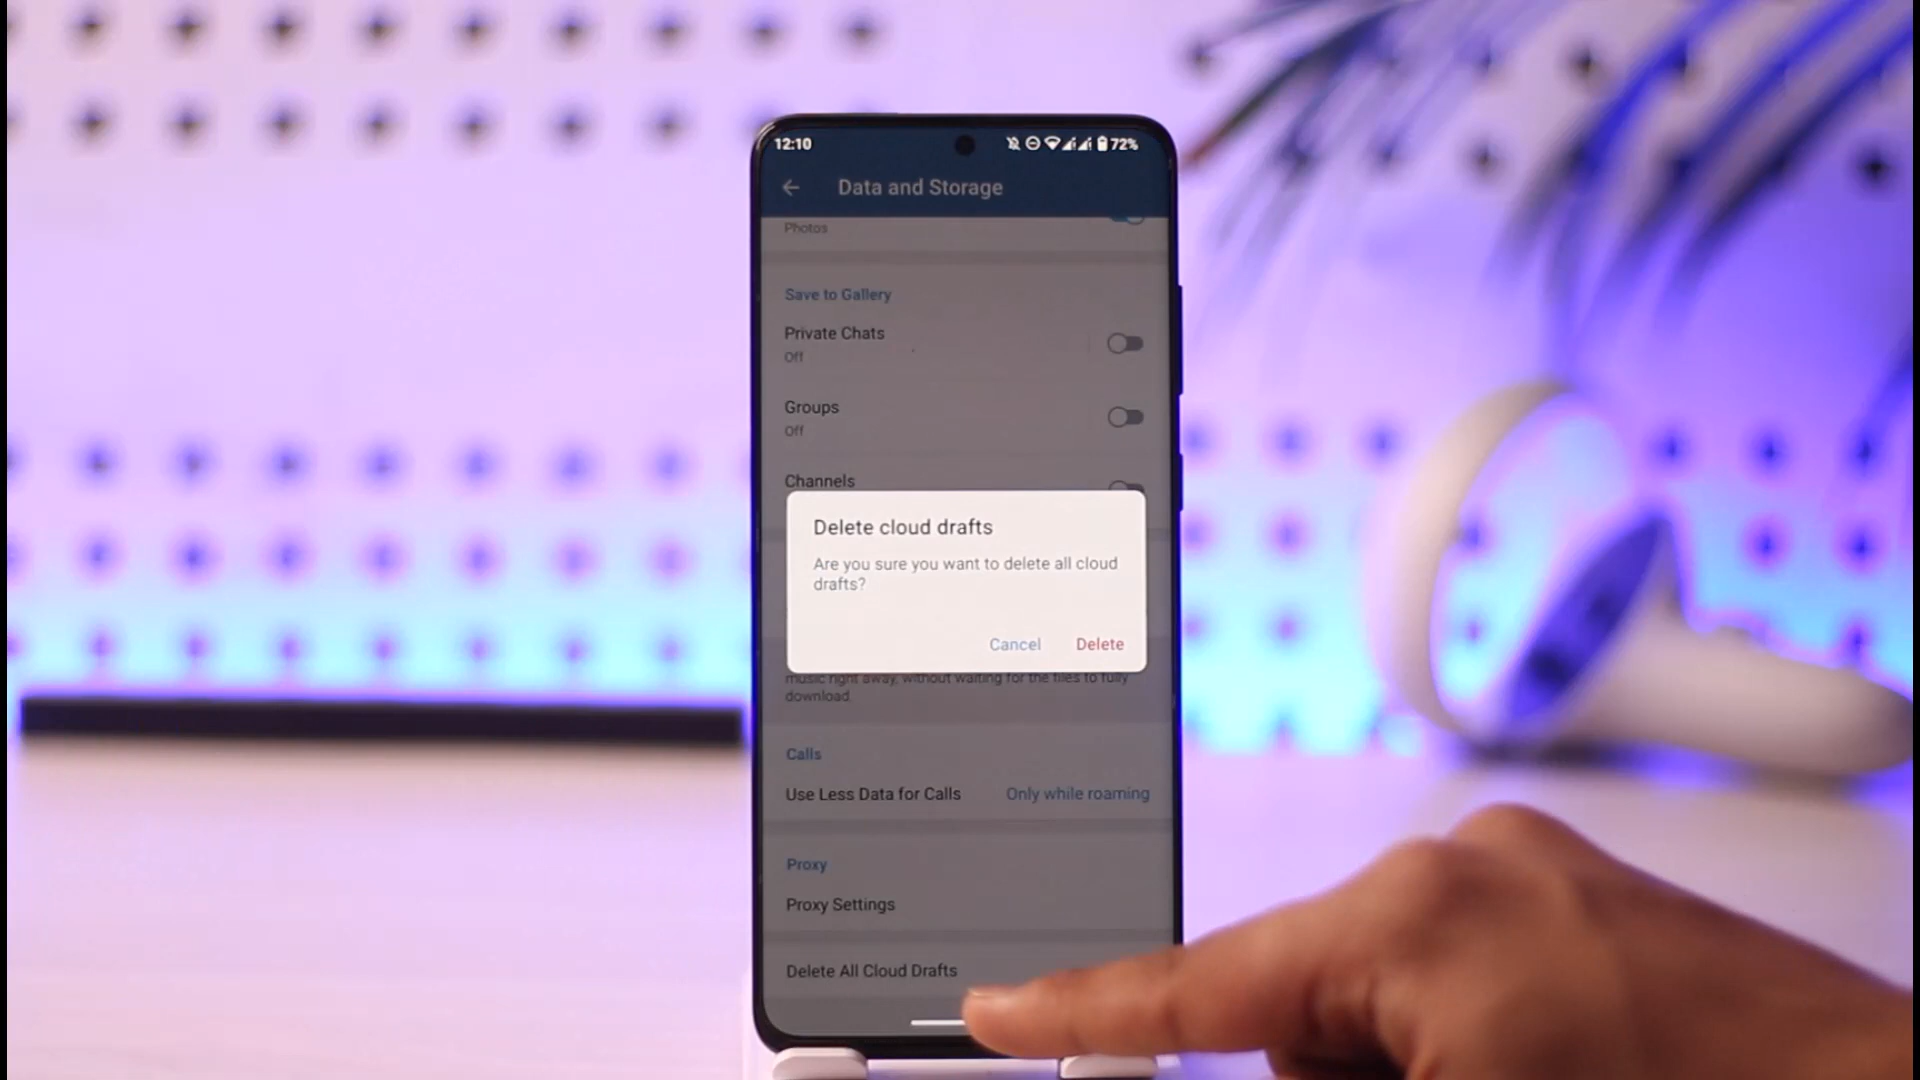 12:10 72%
Data and Storage
Photos
Save to Gallery
Private Chats
Off
Groups
Off
Channels
Delete cloud drafts
Are you sure you want to delete all cloud
drafts?
Cancel Delete
music right away, without waiting for the files to fully
download.
Calls
Use Less Data for Calls Only while roaming
Proxy
Proxy Settings
Delete All Cloud Drafts